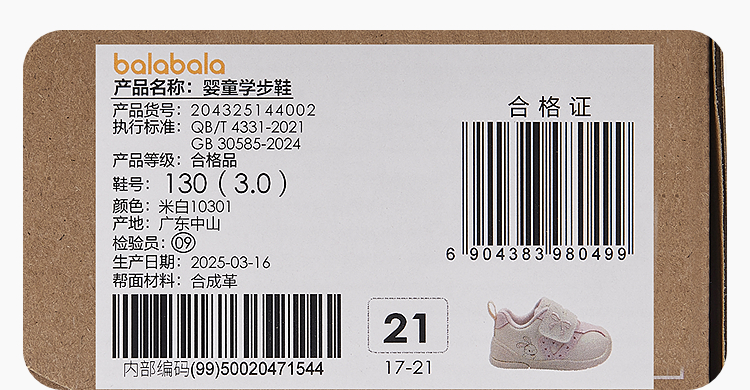 balabala
产品名称：婴童学步鞋
产品货号：204325144002
执行标准：QB/T 4331-2021
GB 30585-2024
产品等级：合格品
鞋号：130（3.0）
颜色：米白10301
产地：广东中山
检验员：09
生产日期：2025-03-16
帮面材料：合成革
内部编码(99)50020471544
合格证
6 904383 980499
21
17-21